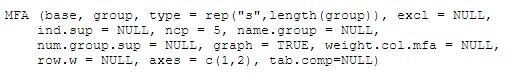 MFA (base, group, type = rep("s",length(group)), excl = NULL,
ind.sup = NULL, ncp = 5, name.group = NULL,
num.group.sup = NULL, graph = TRUE, weight.col.mfa = NULL,
row.w = NULL, axes = c(1,2), tab.comp=NULL)